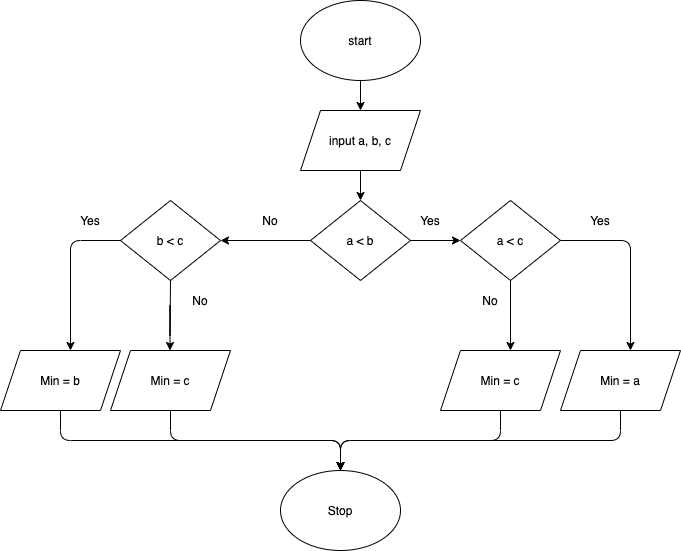 start
input a, b, c
Yes
No
Yes
Yes
b < c
a < b
a < c
No
No
Min = b
Min = c
Min = c
Min = a
Stop